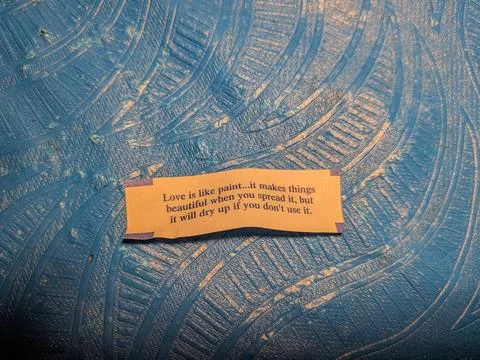 Love is like paint...it makes things
beautiful when you spread it, but
it will dry up if you don't use it.